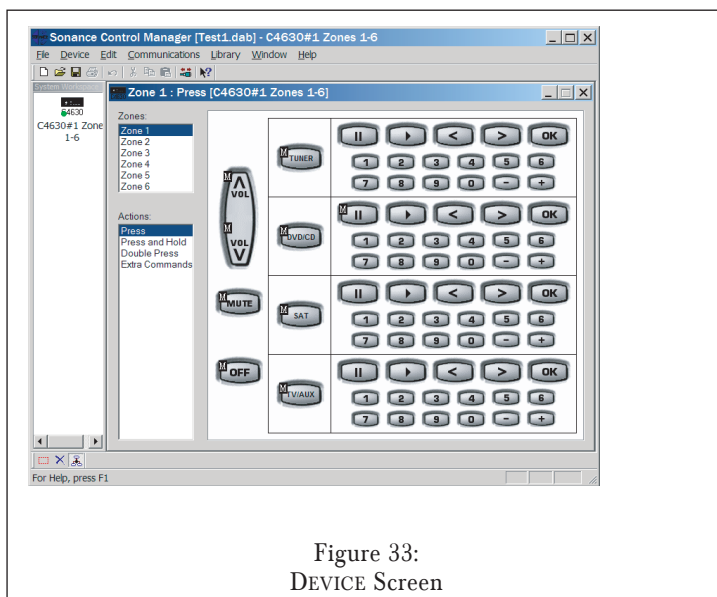 Sonance Control Manager [Test1.dab] - C4630#1 Zones 1-6
File Device Edit Communications Library Window Help
System Workspace
C4630
C4630#1 Zone
1-6
Zone 1 : Press [C4630#1 Zones 1-6]
Zones:
Zone 1
Zone 2
Zone 3
Zone 4
Zone 5
Zone 6
Actions:
Press
Press and Hold
Double Press
Extra Commands
M
VOL
M
VOL
M
MUTE
M
OFF
M
TUNER
II < > OK
1 2 3 4 5 6
7 8 9 0 - +
M
DVD/CD
M
II < > OK
1 2 3 4 5 6
7 8 9 0 - +
M
SAT
II < > OK
1 2 3 4 5 6
7 8 9 0 - +
M
TV/AUX
II < > OK
1 2 3 4 5 6
7 8 9 0 - +
For Help, press F1
Figure 33:
DEVICE Screen